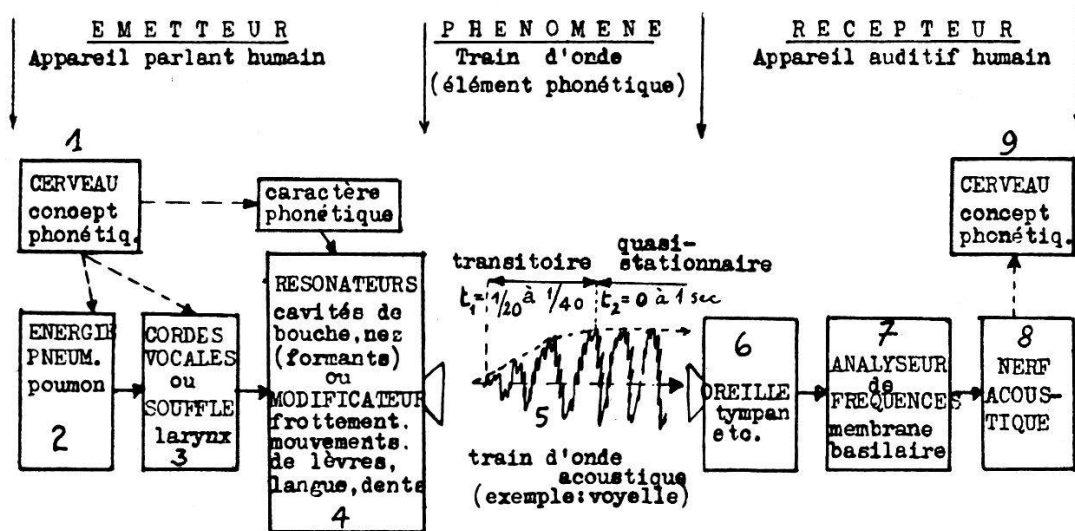 EMETTEUR
Appareil parlant humain
PHENOMENE
Train d'onde
(élément phonétique)
RECEPTEUR
Appareil auditif humain
1
CERVEAU
concept
phonétiq.
caractère
phonétique
ENERGIE
PNEUM.
poumon
2
CORDES
VOCALES
ou
SOUFFLE
larynx
3
RESONATEURS
cavités de
bouche, nez
(formants)
ou
MODIFICATEUR
frottement.
mouvements.
de lèvres,
langue, dents
4
transitoire
quasi-
stationnaire
t₁= 1/20 à 1/40
t₂= 0 à 1 sec
5
train d'onde
acoustique
(exemple: voyelle)
6
OREILLE
tympan
etc.
7
ANALYSEUR
de
FREQUENCES
membrane
basilaire
8
NERF
ACOUS-
TIQUE
9
CERVEAU
concept
phonétiq.